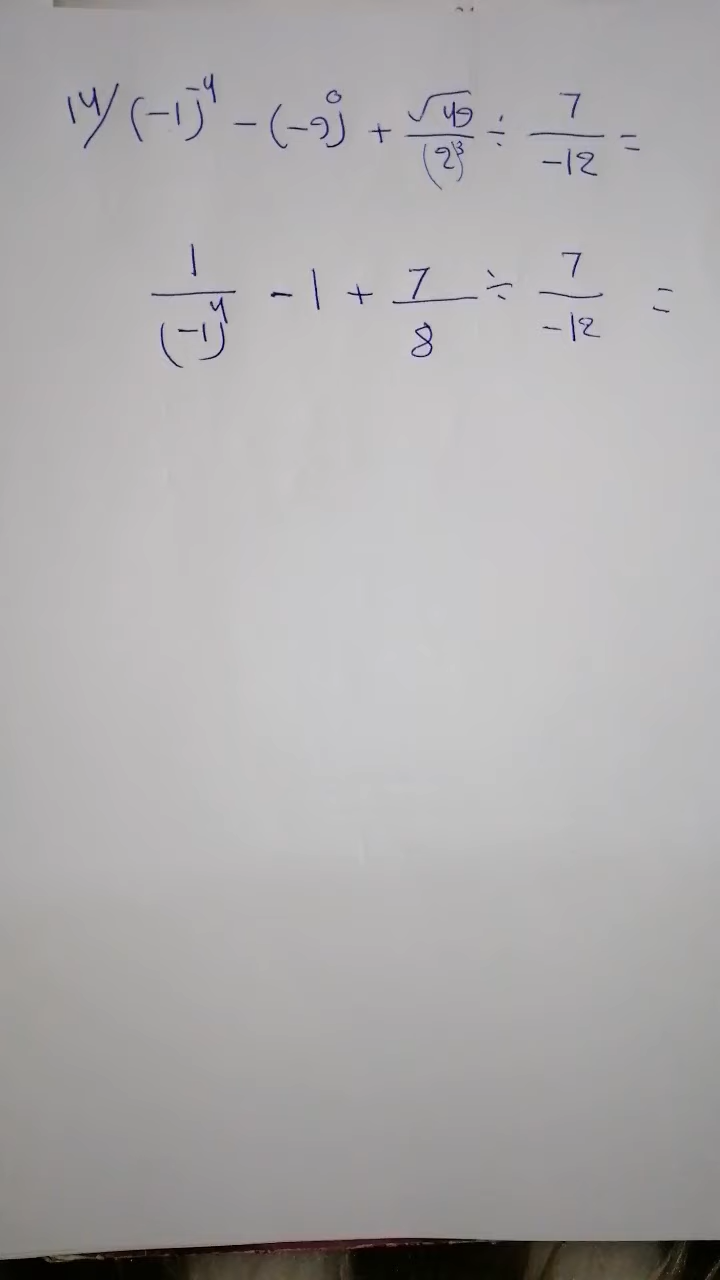 14/ (-1)⁻⁴ - (-9)⁰ + √49/(2)³ ÷ 7/-12 =
1/(-1)⁴ - 1 + 7/8 ÷ 7/-12 =